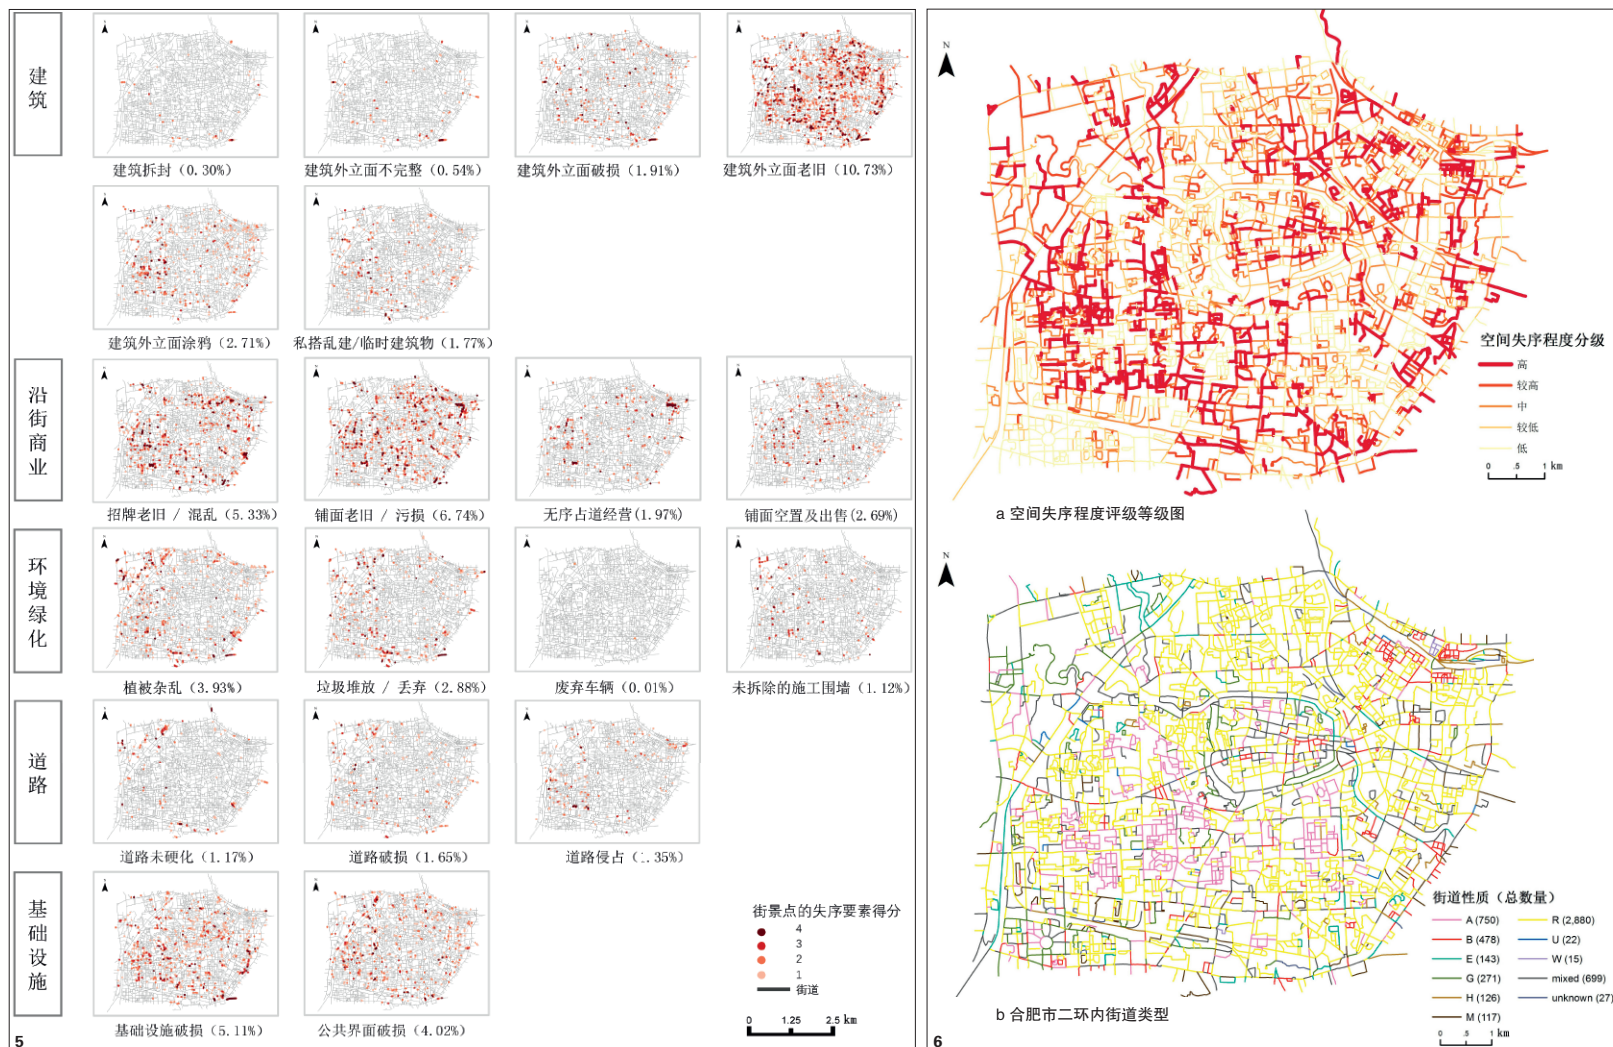 建筑
建筑拆封（0.30%）
建筑外立面不完整（0.54%）
建筑外立面破损（1.91%）
建筑外立面老旧（10.73%）
建筑外立面涂鸦（2.71%）
私搭乱建/临时建筑物（1.77%）
沿街商业
招牌老旧 / 混乱（5.33%）
铺面老旧 / 污损（6.74%）
无序占道经营(1.97%)
铺面空置及出售(2.69%)
环境绿化
植被杂乱（3.93%）
垃圾堆放 / 丢弃（2.88%）
废弃车辆（0.01%）
未拆除的施工围墙（1.12%）
道路
道路未硬化（1.17%）
道路破损（1.65%）
道路侵占（1.35%）
基础设施
基础设施破损（5.11%）
公共界面破损（4.02%）
街景点的失序要素得分
4
3
2
1
街道
0 1.25 2.5 km
5
N
空间失序程度分级
高
较高
中
较低
低
0 .5 1 km
a 空间失序程度评级等级图
N
街道性质（总数量）
A (750)
B (478)
E (143)
G (271)
H (126)
M (117)
R (2,880)
U (22)
W (15)
mixed (699)
unknown (27)
0 .5 1 km
b 合肥市二环内街道类型
6